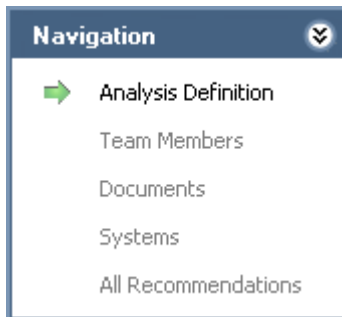 Navigation
Analysis Definition
Team Members
Documents
Systems
All Recommendations